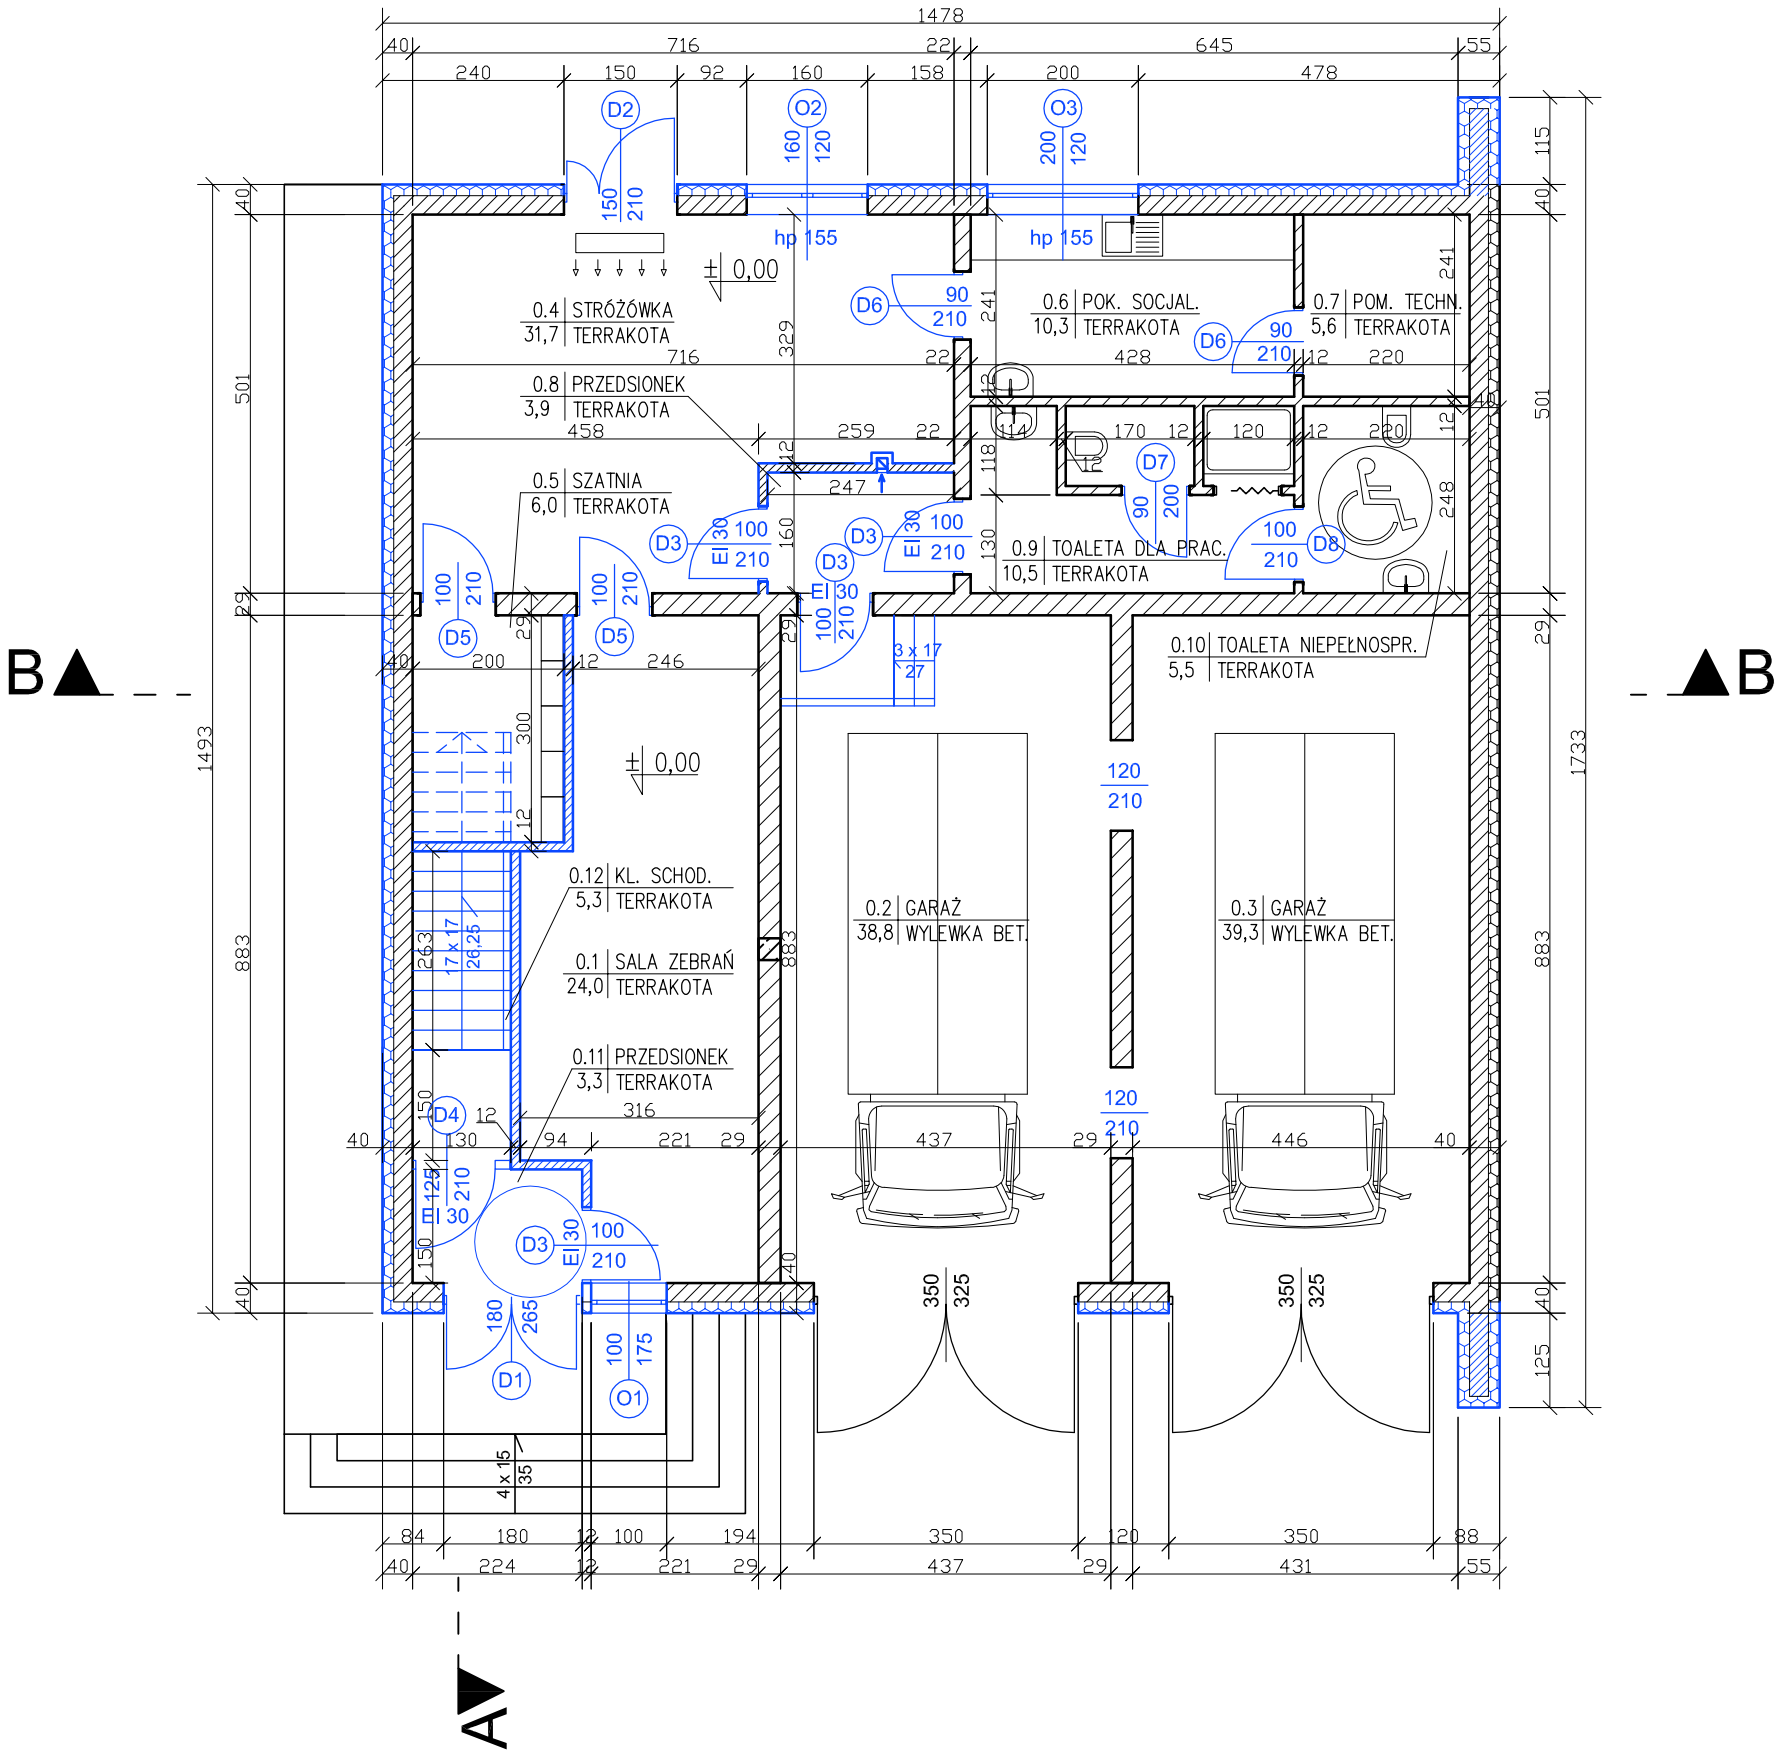 1478
40 716 22 645 55
240 150 92 160 158 200 478
D2 O2 O3
160 120
200 120
150 210
hp 155 hp 155
115
40 40
± 0,00
0.4 STRÓŻÓWKA
31,7 TERRAKOTA
D6 90
210
0.6 POK. SOCJAL.
10,3 TERRAKOTA
0.7 POM. TECHN.
5,6 TERRAKOTA
D6 90
210
241 241
329
716 22 428 12 220
0.8 PRZEDSIONEK
3,9 TERRAKOTA
501 501
12 12 40
458 259 22 114 170 12 120 12 220
12 118 12 D7
0.5 SZATNIA
6,0 TERRAKOTA
247
90 200
248
D3 EI 30 100
210
160
D3 EI 30 100
210
130
0.9 TOALETA DLA PRAC.
10,5 TERRAKOTA
100
210 D8
D3
EI 30
100 210
100 210
100 210
D5 D5
29 29 29 29
3 x 17
27
0.10 TOALETA NIEPEŁNOSPR.
5,5 TERRAKOTA
40 200 12 246
B B
1493 1733
300
± 0,00
120
210
12
0.12 KL. SCHOD.
5,3 TERRAKOTA
263
17 x 17
26,25
0.1 SALA ZEBRAŃ
24,0 TERRAKOTA
0.2 GARAŻ
38,8 WYLEWKA BET.
0.3 GARAŻ
39,3 WYLEWKA BET.
883 883 883
0.11 PRZEDSIONEK
3,3 TERRAKOTA
150
D4
12 316
120
210
40 130 94 221 29 437 29 446 40
125 210
EI 30
D3 EI 30 100
210
150
40 40 40
180 265
100 175
350 325
350 325
D1 O1
125
4 x 15
35
84 180 12 100 194 350 120 350 88
40 224 12 221 29 437 29 431 55
A